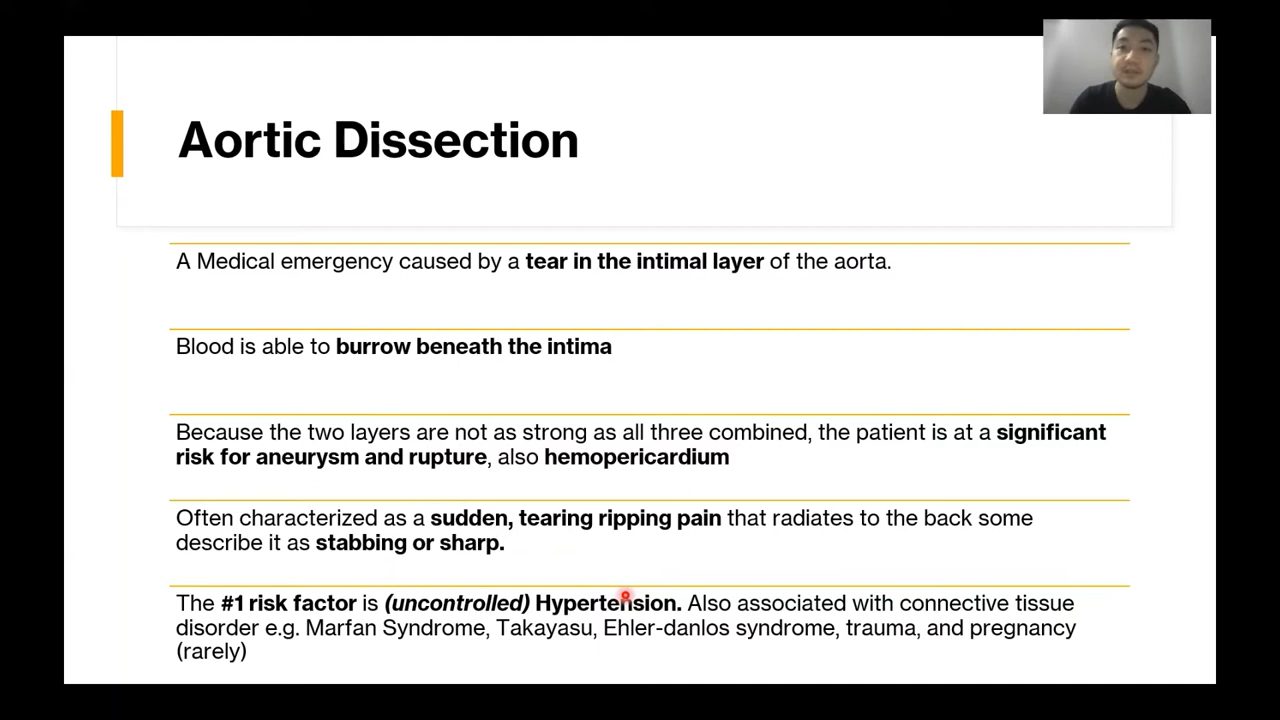 Aortic Dissection
A Medical emergency caused by a tear in the intimal layer of the aorta.
Blood is able to burrow beneath the intima
Because the two layers are not as strong as all three combined, the patient is at a significant
risk for aneurysm and rupture, also hemopericardium
Often characterized as a sudden, tearing ripping pain that radiates to the back some
describe it as stabbing or sharp.
The #1 risk factor is (uncontrolled) Hypertension. Also associated with connective tissue
disorder e.g. Marfan Syndrome, Takayasu, Ehler-danlos syndrome, trauma, and pregnancy
(rarely)